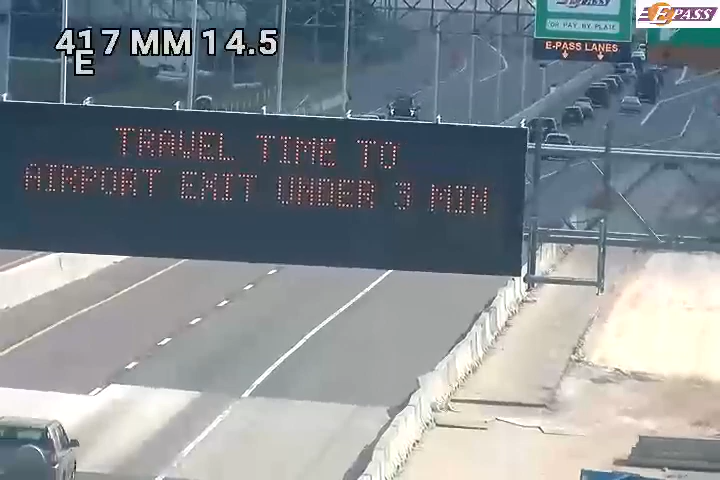 417 MM 14.5
E
E-PASS
E-PASS
OR PAY BY PLATE
E-PASS LANES
TRAVEL TIME TO
AIRPORT EXIT UNDER 3 MIN